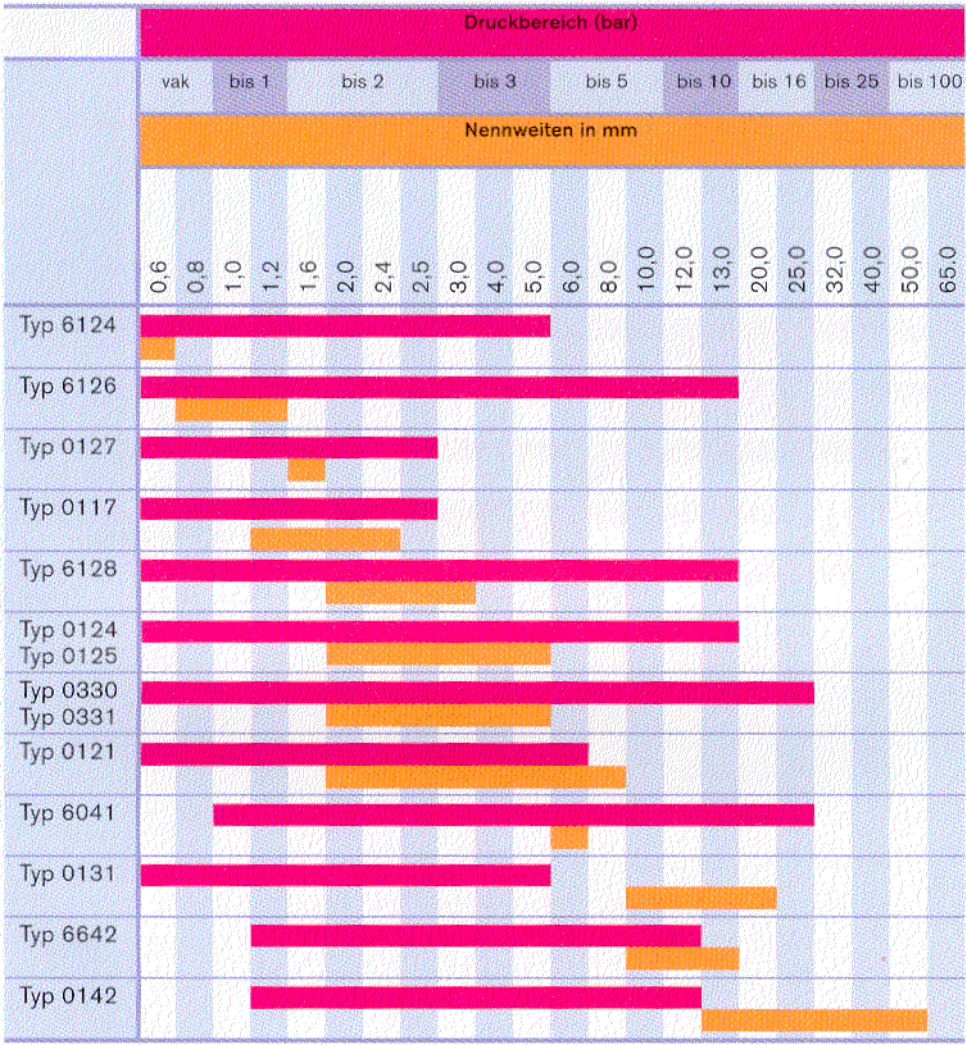 Druckbereich (bar)
vak bis 1 bis 2 bis 3 bis 5 bis 10 bis 16 bis 25 bis 100
Nennweiten in mm
0,6 0,8 1,0 1,2 1,6 2,0 2,4 2,5 3,0 4,0 5,0 6,0 8,0 10,0 12,0 13,0 20,0 25,0 32,0 40,0 50,0 65.0
Typ 6124
Typ 6126
Typ 0127
Typ 0117
Typ 6128
Typ 0124
Typ 0125
Typ 0330
Typ 0331
Typ 0121
Typ 6041
Typ 0131
Typ 6642
Typ 0142